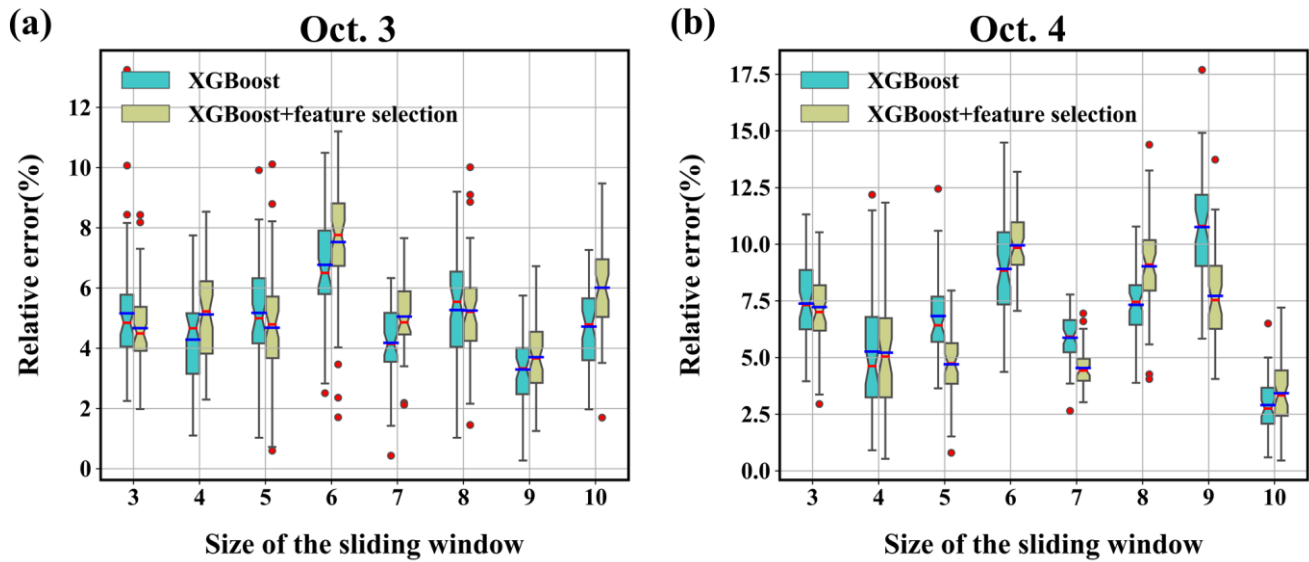 (a)
Oct. 3
XGBoost
XGBoost+feature selection
Relative error(%)
12
10
8
6
4
2
0
3 4 5 6 7 8 9 10
Size of the sliding window
(b)
Oct. 4
XGBoost
XGBoost+feature selection
Relative error(%)
17.5
15.0
12.5
10.0
7.5
5.0
2.5
0.0
3 4 5 6 7 8 9 10
Size of the sliding window